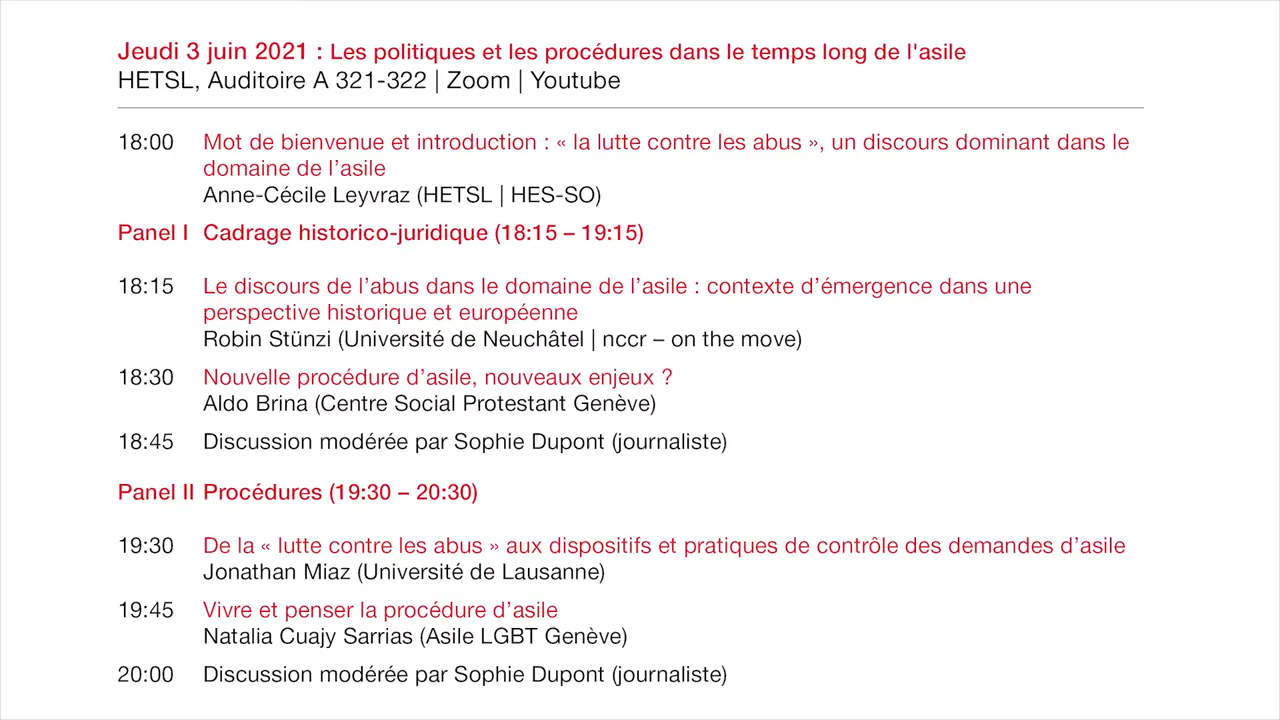 Jeudi 3 juin 2021 : Les politiques et les procédures dans le temps long de l'asile
HETSL, Auditoire A 321-322 | Zoom | Youtube
18:00 Mot de bienvenue et introduction : « la lutte contre les abus », un discours dominant dans le
domaine de l’asile
Anne-Cécile Leyvraz (HETSL | HES-SO)
Panel I Cadrage historico-juridique (18:15 – 19:15)
18:15 Le discours de l’abus dans le domaine de l’asile : contexte d’émergence dans une
perspective historique et européenne
Robin Stünzi (Université de Neuchâtel | nccr – on the move)
18:30 Nouvelle procédure d’asile, nouveaux enjeux ?
Aldo Brina (Centre Social Protestant Genève)
18:45 Discussion modérée par Sophie Dupont (journaliste)
Panel II Procédures (19:30 – 20:30)
19:30 De la « lutte contre les abus » aux dispositifs et pratiques de contrôle des demandes d’asile
Jonathan Miaz (Université de Lausanne)
19:45 Vivre et penser la procédure d’asile
Natalia Cuajy Sarrias (Asile LGBT Genève)
20:00 Discussion modérée par Sophie Dupont (journaliste)